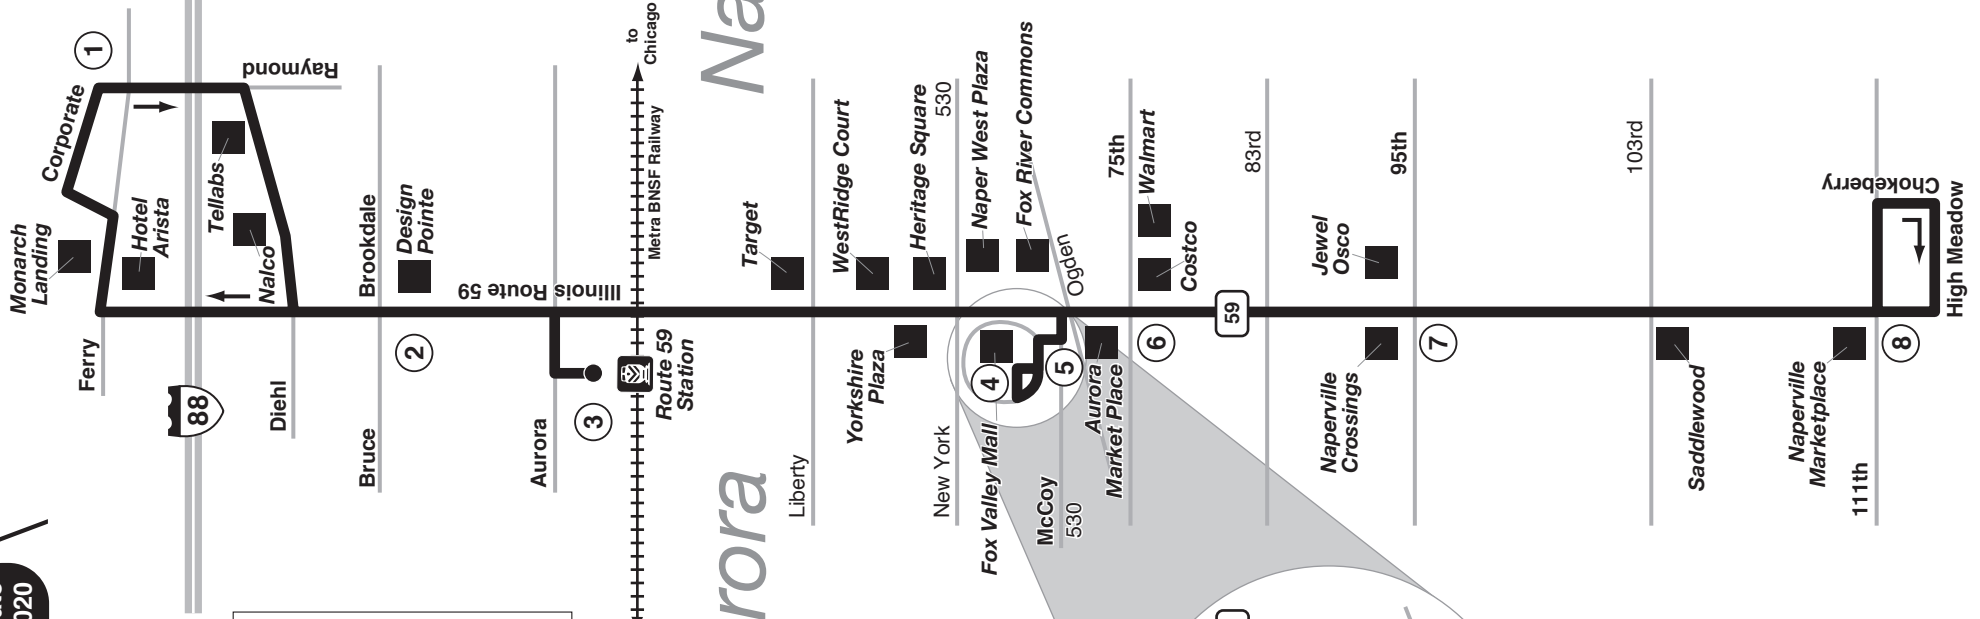 020
1
Corporate
Raymond
Monarch
Landing
Hotel
Arista
Tellabs
Nalco
Ferry
88
Diehl
Brookdale
Design
Pointe
Bruce
2
Illinois Route 59
Aurora
3
to
Chicago
Metra BNSF Railway
Route 59
Station
Na
rora
Target
WestRidge Court
Heritage Square
530
Naper West Plaza
Fox River Commons
Ogden
Liberty
Yorkshire
Plaza
New York
4
5
Fox Valley Mall
McCoy
530
Aurora
Market Place
75th
Walmart
Costco
6
59
83rd
95th
Jewel
Osco
Naperville
Crossings
7
103rd
Saddlewood
Naperville
Marketplace
111th
8
Chokeberry
High Meadow